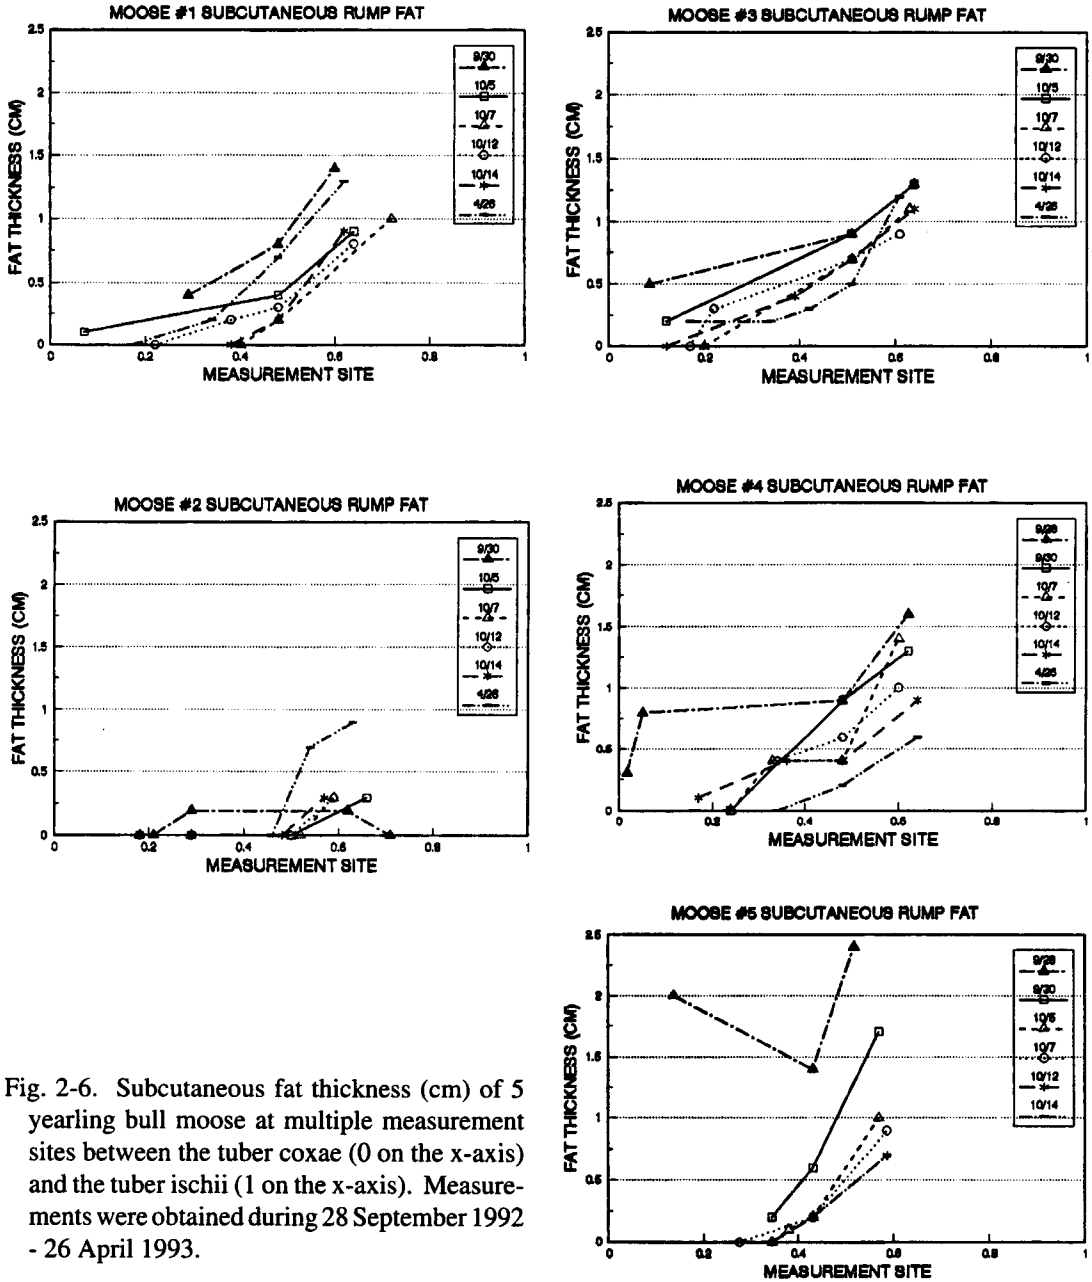 MOOSE #1 SUBCUTANEOUS RUMP FAT
FAT THICKNESS (CM)
2.5
2
1.5
1
0.5
0
0 0.2 0.4 0.6 0.8 1
MEASUREMENT SITE
9/30
10/5
10/7
10/12
10/14
4/26
MOOSE #3 SUBCUTANEOUS RUMP FAT
FAT THICKNESS (CM)
2.5
2
1.5
1
0.5
0
0 0.2 0.4 0.6 0.8 1
MEASUREMENT SITE
9/30
10/5
10/7
10/12
10/14
4/26
MOOSE #2 SUBCUTANEOUS RUMP FAT
FAT THICKNESS (CM)
2.5
2
1.5
1
0.5
0
0 0.2 0.4 0.6 0.8 1
MEASUREMENT SITE
9/30
10/5
10/7
10/12
10/14
4/26
MOOSE #4 SUBCUTANEOUS RUMP FAT
FAT THICKNESS (CM)
2.5
2
1.5
1
0.5
0
0 0.2 0.4 0.6 0.8 1
MEASUREMENT SITE
9/28
9/30
10/7
10/12
10/14
4/26
MOOSE #5 SUBCUTANEOUS RUMP FAT
FAT THICKNESS (CM)
2.5
2
1.5
1
0.5
0
0 0.2 0.4 0.6 0.8 1
MEASUREMENT SITE
9/28
9/30
10/5
10/7
10/12
10/14
Fig. 2-6. Subcutaneous fat thickness (cm) of 5
yearling bull moose at multiple measurement
sites between the tuber coxae (0 on the x-axis)
and the tuber ischii (1 on the x-axis). Measure-
ments were obtained during 28 September 1992
- 26 April 1993.